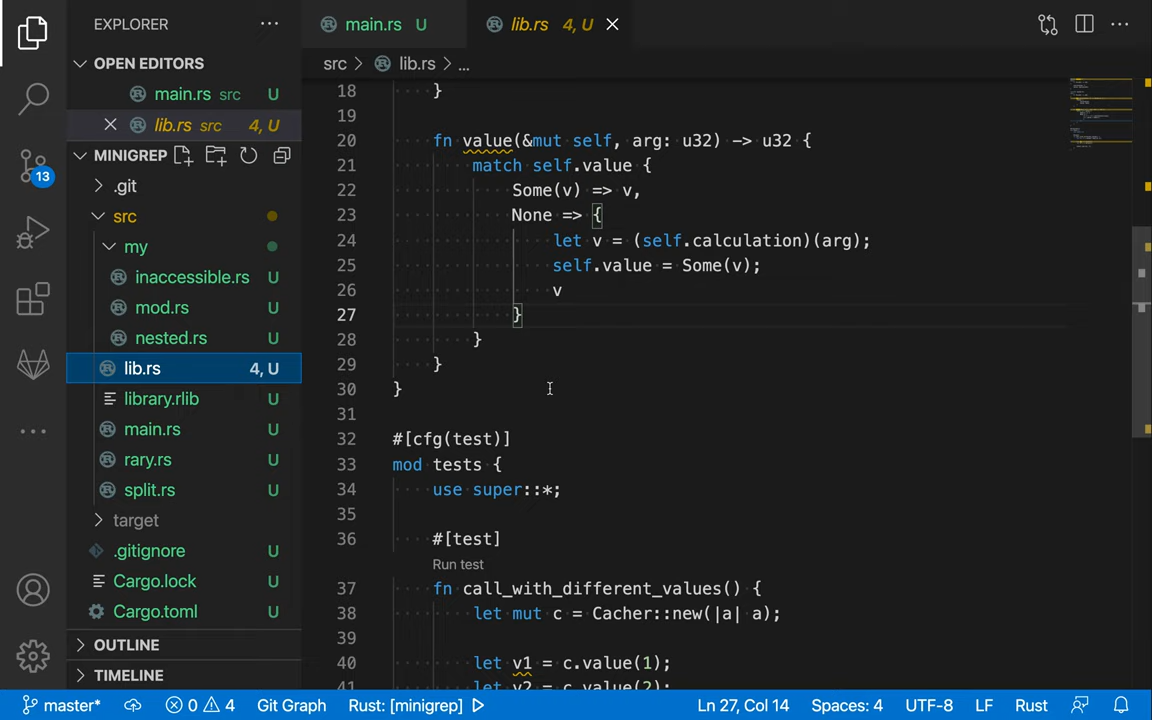 EXPLORER
OPEN EDITORS
main.rs src U
lib.rs src 4, U
MINIGREP
.git
src
my
inaccessible.rs U
mod.rs U
nested.rs U
lib.rs 4, U
library.rlib U
main.rs U
rary.rs U
split.rs U
target
.gitignore U
Cargo.lock U
Cargo.toml U
OUTLINE
TIMELINE
13
main.rs U
lib.rs 4, U
src > lib.rs > ...
18 }
19
20 fn value(&mut self, arg: u32) -> u32 {
21 match self.value {
22 Some(v) => v,
23 None => {
24 let v = (self.calculation)(arg);
25 self.value = Some(v);
26 v
27 }
28 }
29 }
30 }
31
32 #[cfg(test)]
33 mod tests {
34 use super::*;
35
36 #[test]
Run test
37 fn call_with_different_values() {
38 let mut c = Cacher::new(|a| a);
39
40 let v1 = c.value(1);
41 let v2 = c.value(2);
master* 0 4 Git Graph Rust: [minigrep] Ln 27, Col 14 Spaces: 4 UTF-8 LF Rust